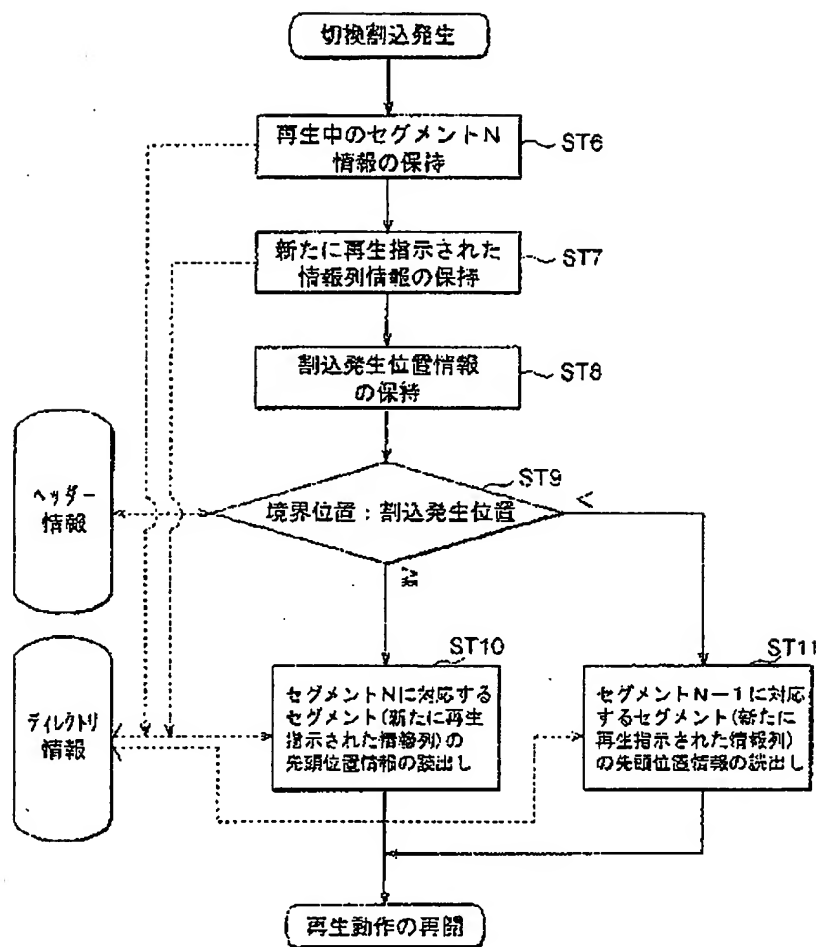 切換割込発生
再生中のセグメントN
情報の保持
ST6
新たに再生指示された
情報列情報の保持
ST7
割込発生位置情報
の保持
ST8
ST9
ヘッダー
情報
境界位置：割込発生位置
<
≧
ST10
ST11
ディレクトリ
情報
セグメントNに対応する
セグメント(新たに再生
指示された情報列)の
先頭位置情報の読出し
セグメントN－1に対応
するセグメント(新たに
再生指示された情報列)
の先頭位置情報の読出し
再生動作の再開